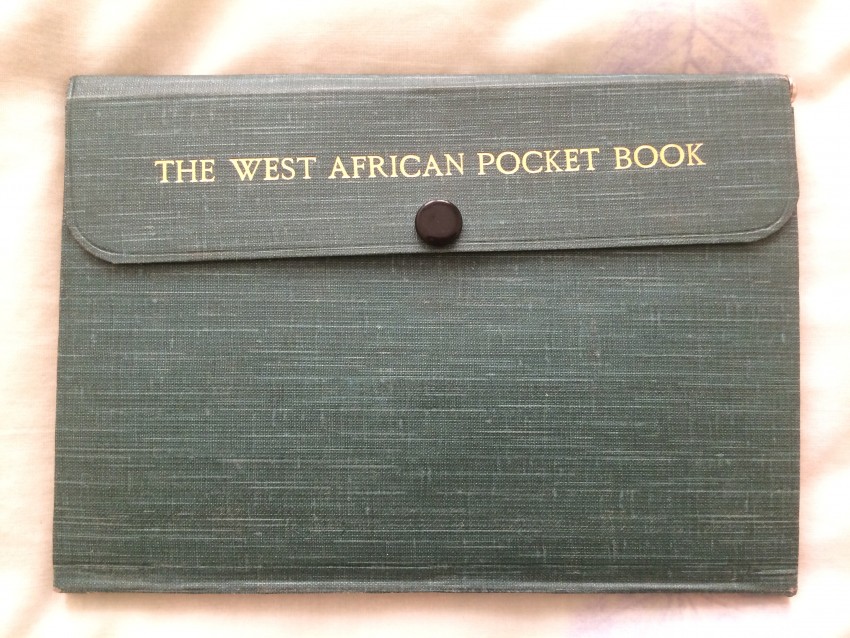 THE WEST AFRICAN POCKET BOOK